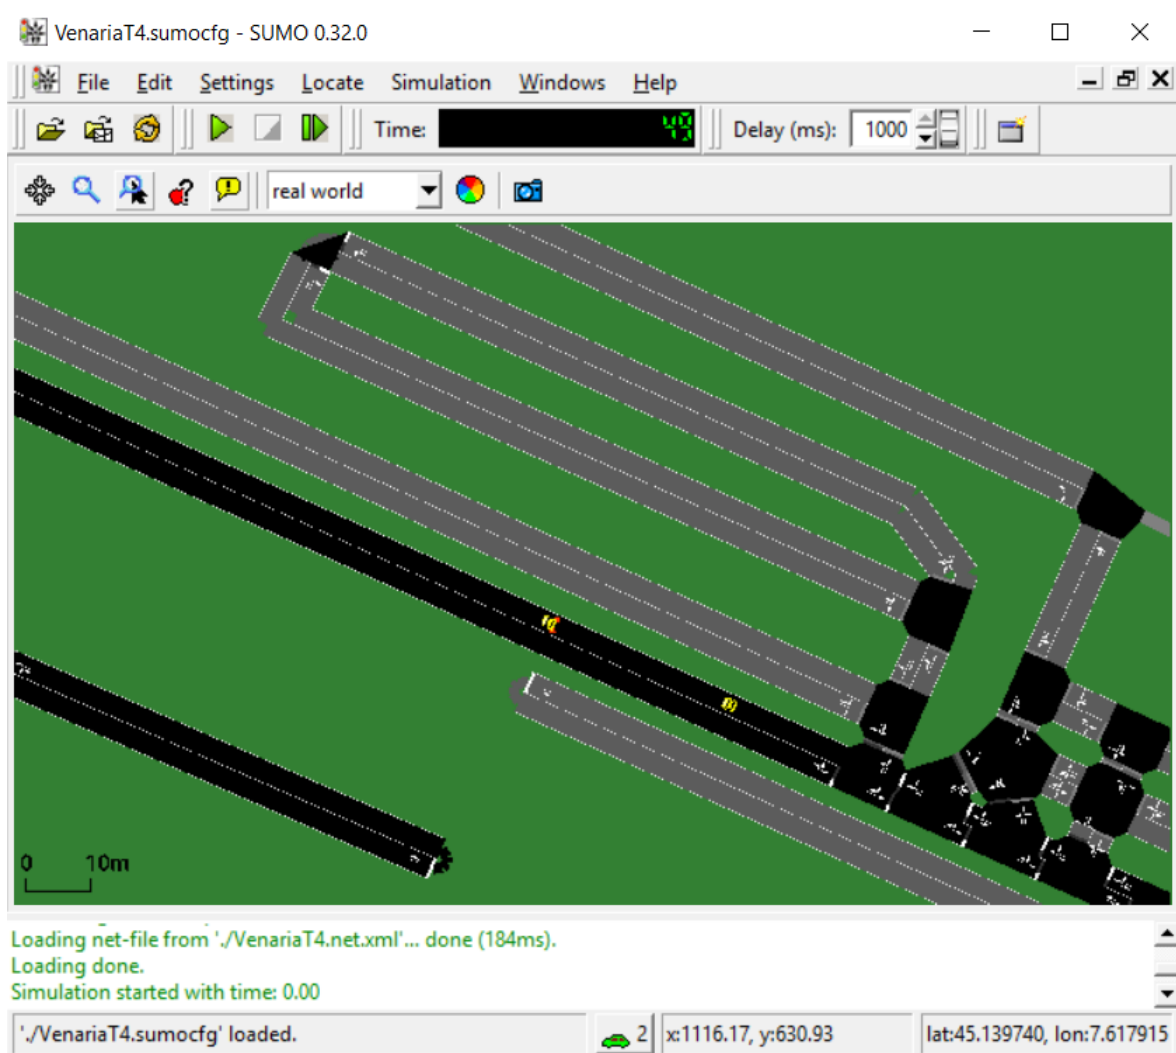 VenariaT4.sumocfg - SUMO 0.32.0
File Edit Settings Locate Simulation Windows Help
Time: 49 Delay (ms): 1000
real world
0 10m
Loading net-file from './VenariaT4.net.xml'... done (184ms).
Loading done.
Simulation started with time: 0.00
'./VenariaT4.sumocfg' loaded. 2 x:1116.17, y:630.93 lat:45.139740, lon:7.617915